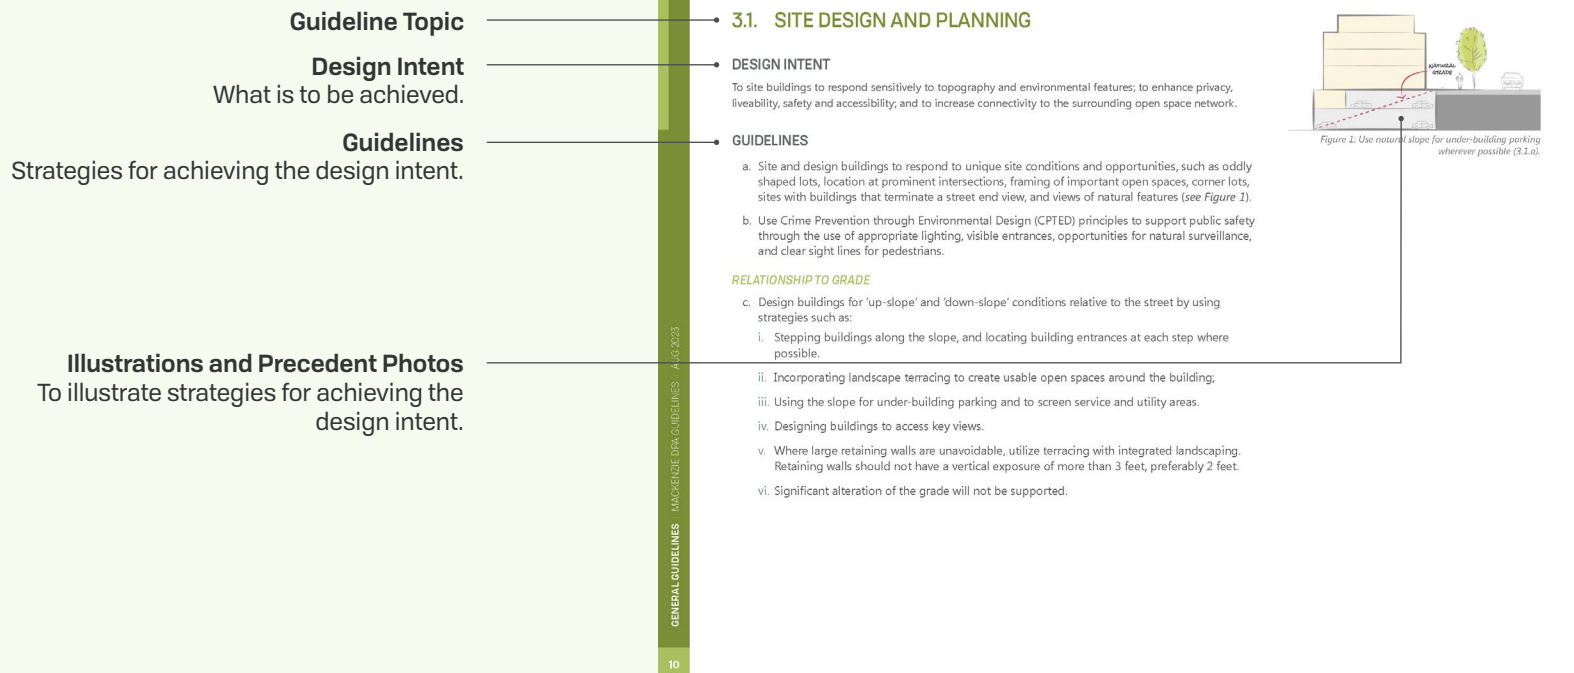 Guideline Topic
Design Intent
What is to be achieved.
Guidelines
Strategies for achieving the design intent.
Illustrations and Precedent Photos
To illustrate strategies for achieving the
design intent.
GENERAL GUIDELINES | MACKENZIE DPA GUIDELINES | AUG 2023
10
3.1. SITE DESIGN AND PLANNING
DESIGN INTENT
To site buildings to respond sensitively to topography and environmental features; to enhance privacy,
liveability, safety and accessibility; and to increase connectivity to the surrounding open space network.
GUIDELINES
a. Site and design buildings to respond to unique site conditions and opportunities, such as oddly
shaped lots, location at prominent intersections, framing of important open spaces, corner lots,
sites with buildings that terminate a street end view, and views of natural features (see Figure 1).
b. Use Crime Prevention through Environmental Design (CPTED) principles to support public safety
through the use of appropriate lighting, visible entrances, opportunities for natural surveillance,
and clear sight lines for pedestrians.
RELATIONSHIP TO GRADE
c. Design buildings for 'up-slope' and 'down-slope' conditions relative to the street by using
strategies such as:
i. Stepping buildings along the slope, and locating building entrances at each step where
possible.
ii. Incorporating landscape terracing to create usable open spaces around the building;
iii. Using the slope for under-building parking and to screen service and utility areas.
iv. Designing buildings to access key views.
v. Where large retaining walls are unavoidable, utilize terracing with integrated landscaping.
Retaining walls should not have a vertical exposure of more than 3 feet, preferably 2 feet.
vi. Significant alteration of the grade will not be supported.
NATURAL
GRADE
Figure 1: Use natural slope for under-building parking
wherever possible (3.1.a).